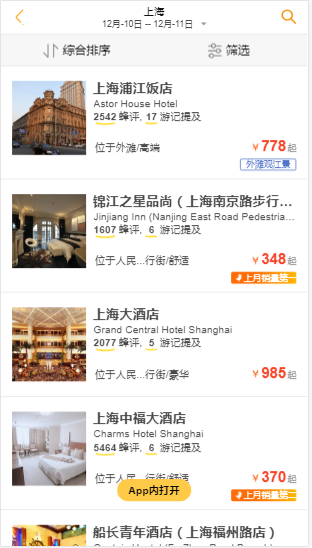 上海
12月-10日 -- 12月-11日
综合排序
筛选
上海浦江饭店
Astor House Hotel
2542 蜂评, 17 游记提及
位于外滩/高端
￥778起
外滩观江景
锦江之星品尚（上海南京路步行...
Jinjiang Inn (Nanjing East Road Pedestria...
1607 蜂评, 6 游记提及
位于人民...行街/舒适
￥348起
上月销量第一
上海大酒店
Grand Central Hotel Shanghai
2077 蜂评, 5 游记提及
位于人民...行街/豪华
￥985起
上海中福大酒店
Charms Hotel Shanghai
5464 蜂评, 6 游记提及
位于人民...行街/舒适
￥370起
App内打开
上月销量第一
船长青年酒店（上海福州路店）